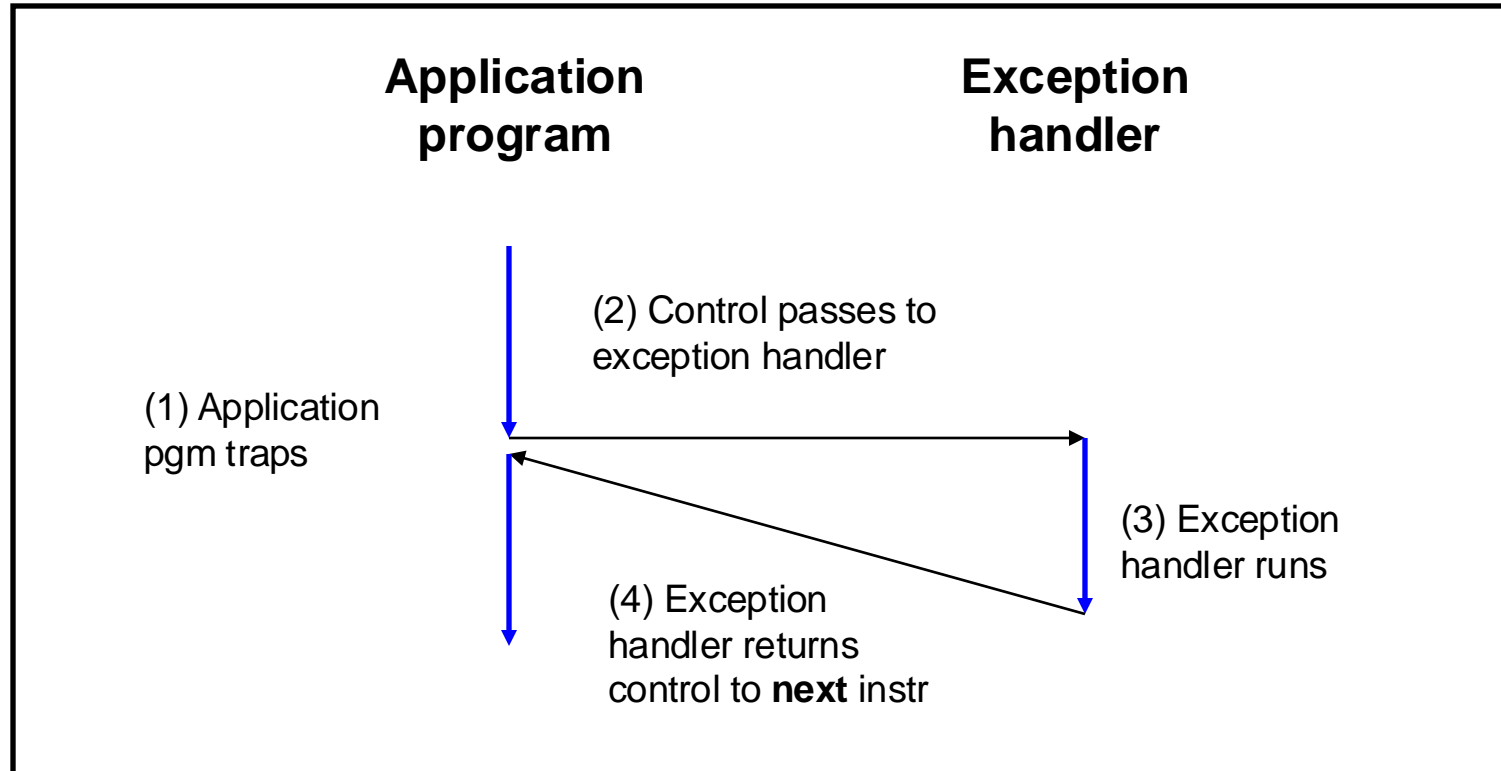 Application
program
Exception
handler
(2) Control passes to
exception handler
(1) Application
pgm traps
(3) Exception
handler runs
(4) Exception
handler returns
control to next instr